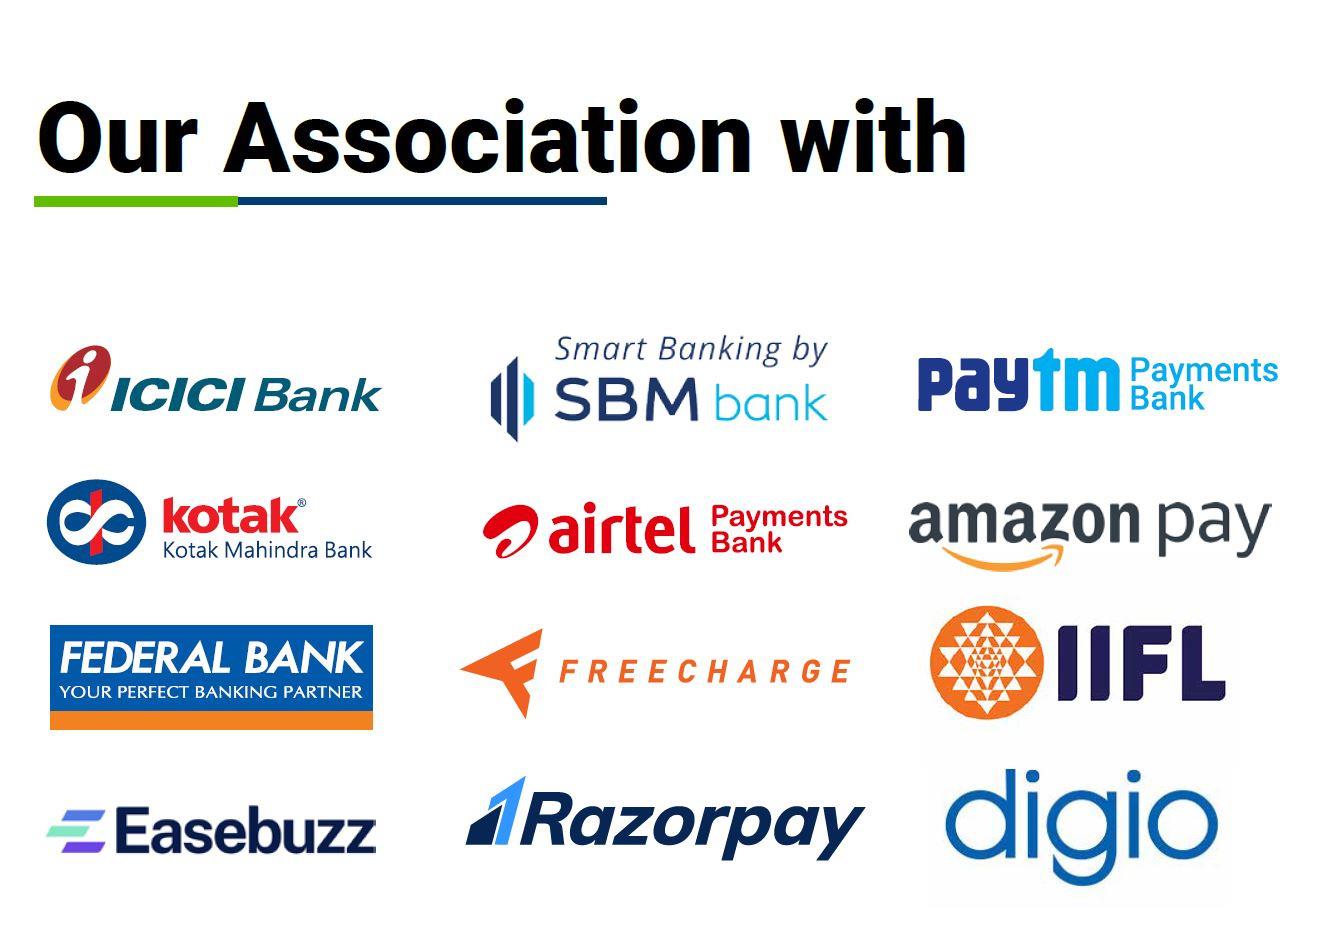 Our Association with
ICICI Bank
Smart Banking by
SBM bank
paytm Payments
Bank
kotak®
Kotak Mahindra Bank
airtel Payments
Bank
amazon pay
FEDERAL BANK
YOUR PERFECT BANKING PARTNER
FREECHARGE
IIFL
Easebuzz
Razorpay
digio